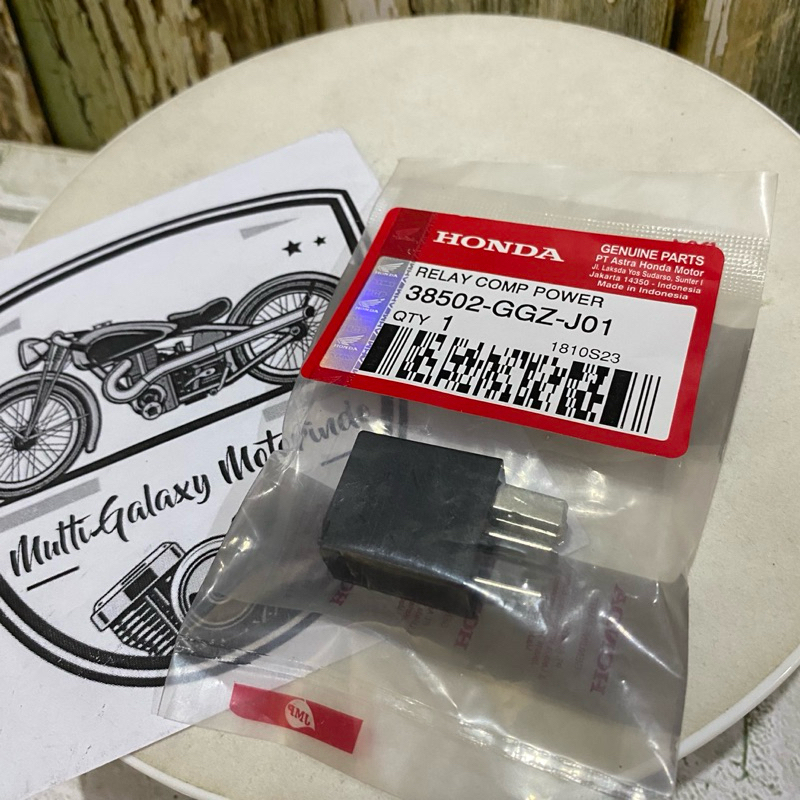 HONDA
GENUINE PARTS
PT Astra Honda Motor
Jl. Laksda Yos Sudarso, Sunter I
Jakarta 14350 - Indonesia
Made in Indonesia
RELAY COMP POWER
38502-GGZ-J01
QTY 1
1810S23
Multi Galaxy Motorindo
JMP